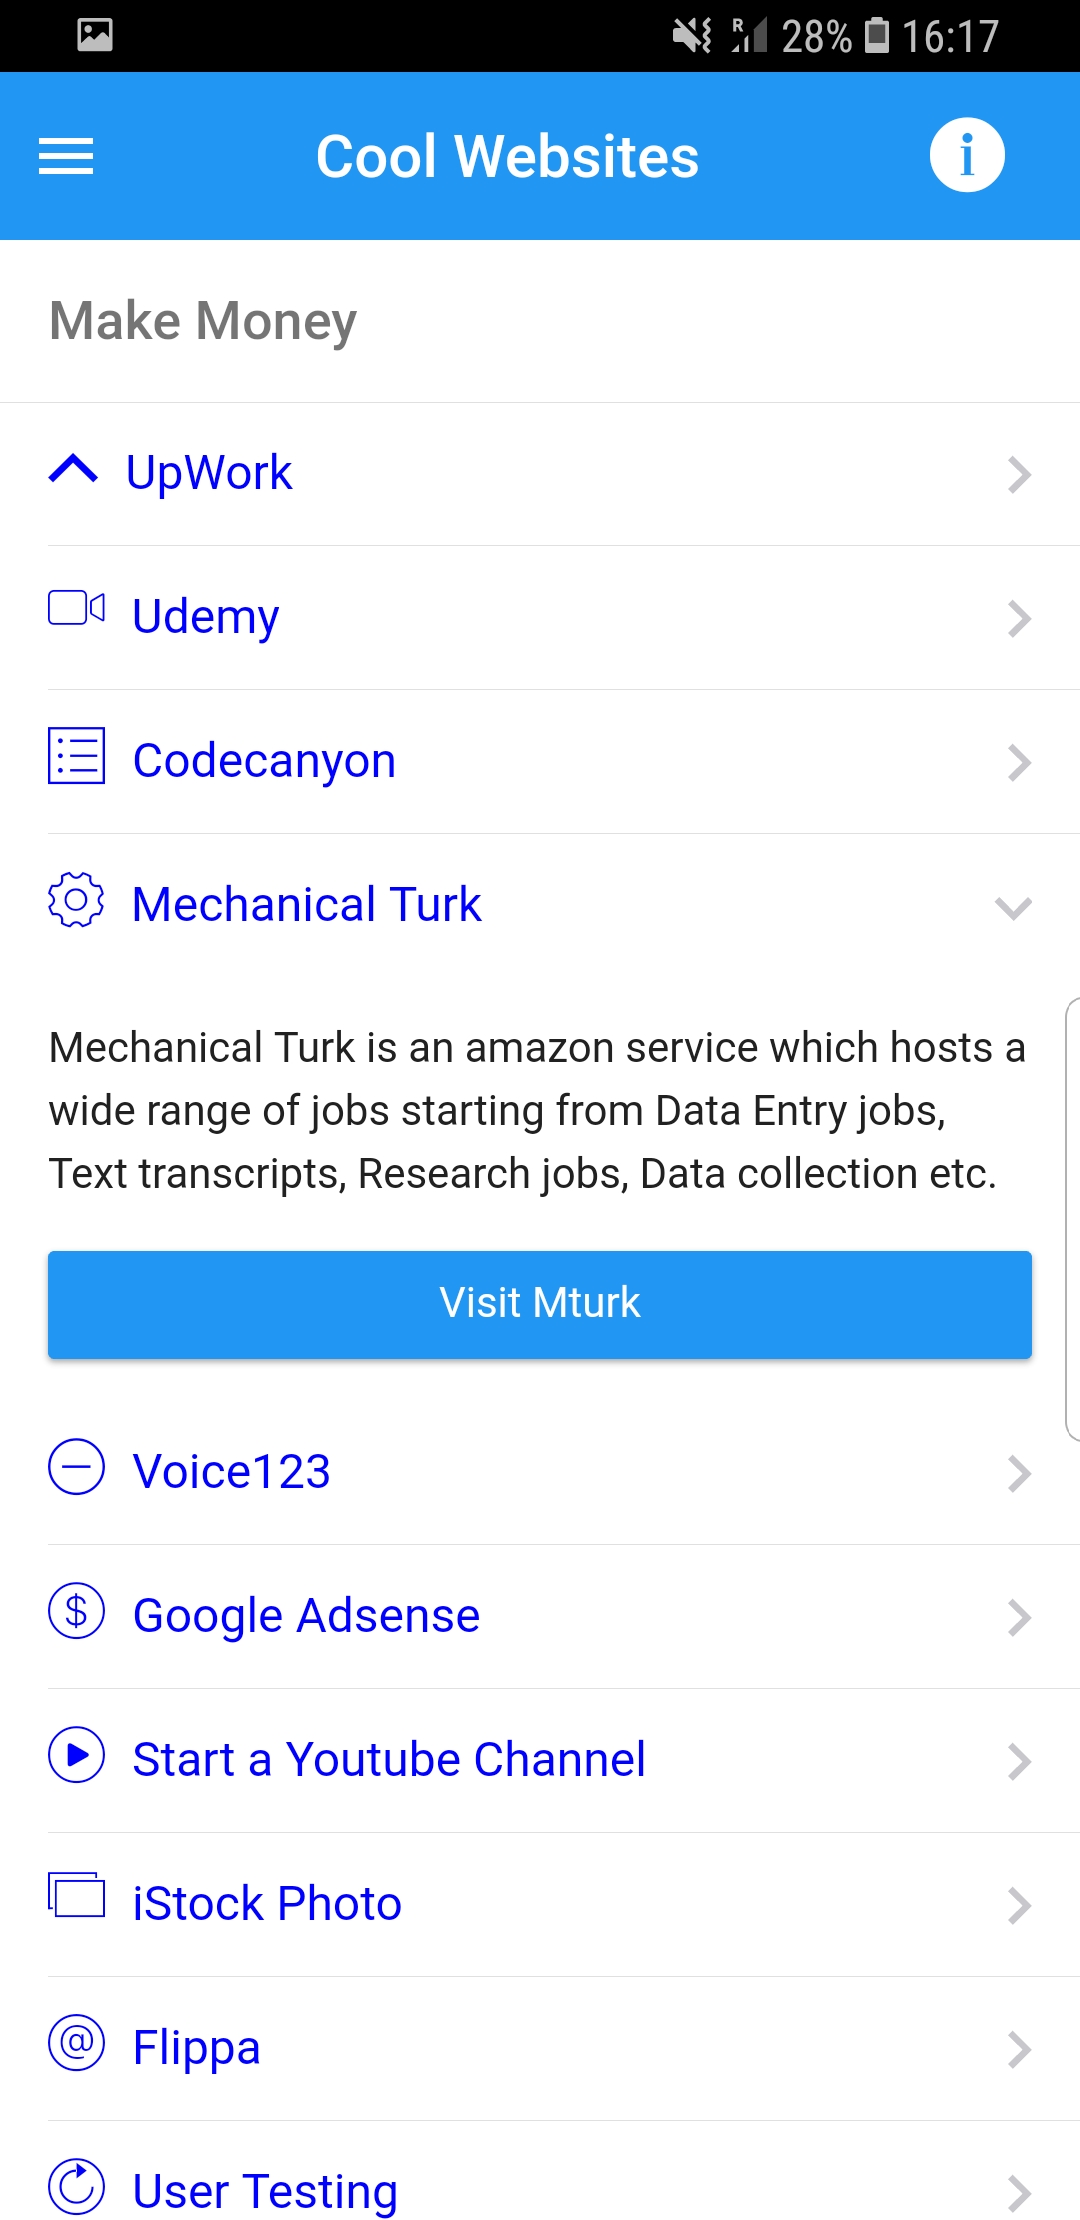 R 28% 16:17
Cool Websites
Make Money
UpWork
Udemy
Codecanyon
Mechanical Turk
Mechanical Turk is an amazon service which hosts a
wide range of jobs starting from Data Entry jobs,
Text transcripts, Research jobs, Data collection etc.
Visit Mturk
Voice123
$ Google Adsense
Start a Youtube Channel
iStock Photo
@ Flippa
User Testing